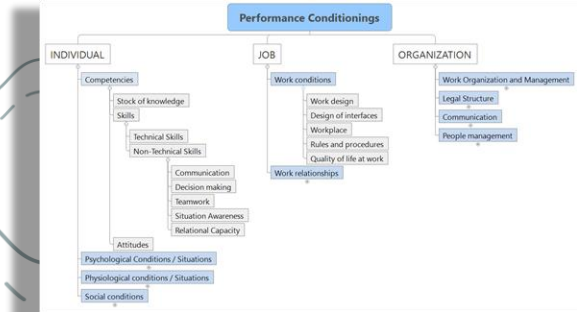 Performance Conditionings
INDIVIDUAL
Competencies
Stock of knowledge
Skills
Technical Skills
Non-Technical Skills
Communication
Decision making
Teamwork
Situation Awareness
Relational Capacity
Attitudes
Psychological Conditions / Situations
Physiological conditions / Situations
Social conditions
JOB
Work conditions
Work design
Design of interfaces
Workplace
Rules and procedures
Quality of life at work
Work relationships
ORGANIZATION
Work Organization and Management
Legal Structure
Communication
People management